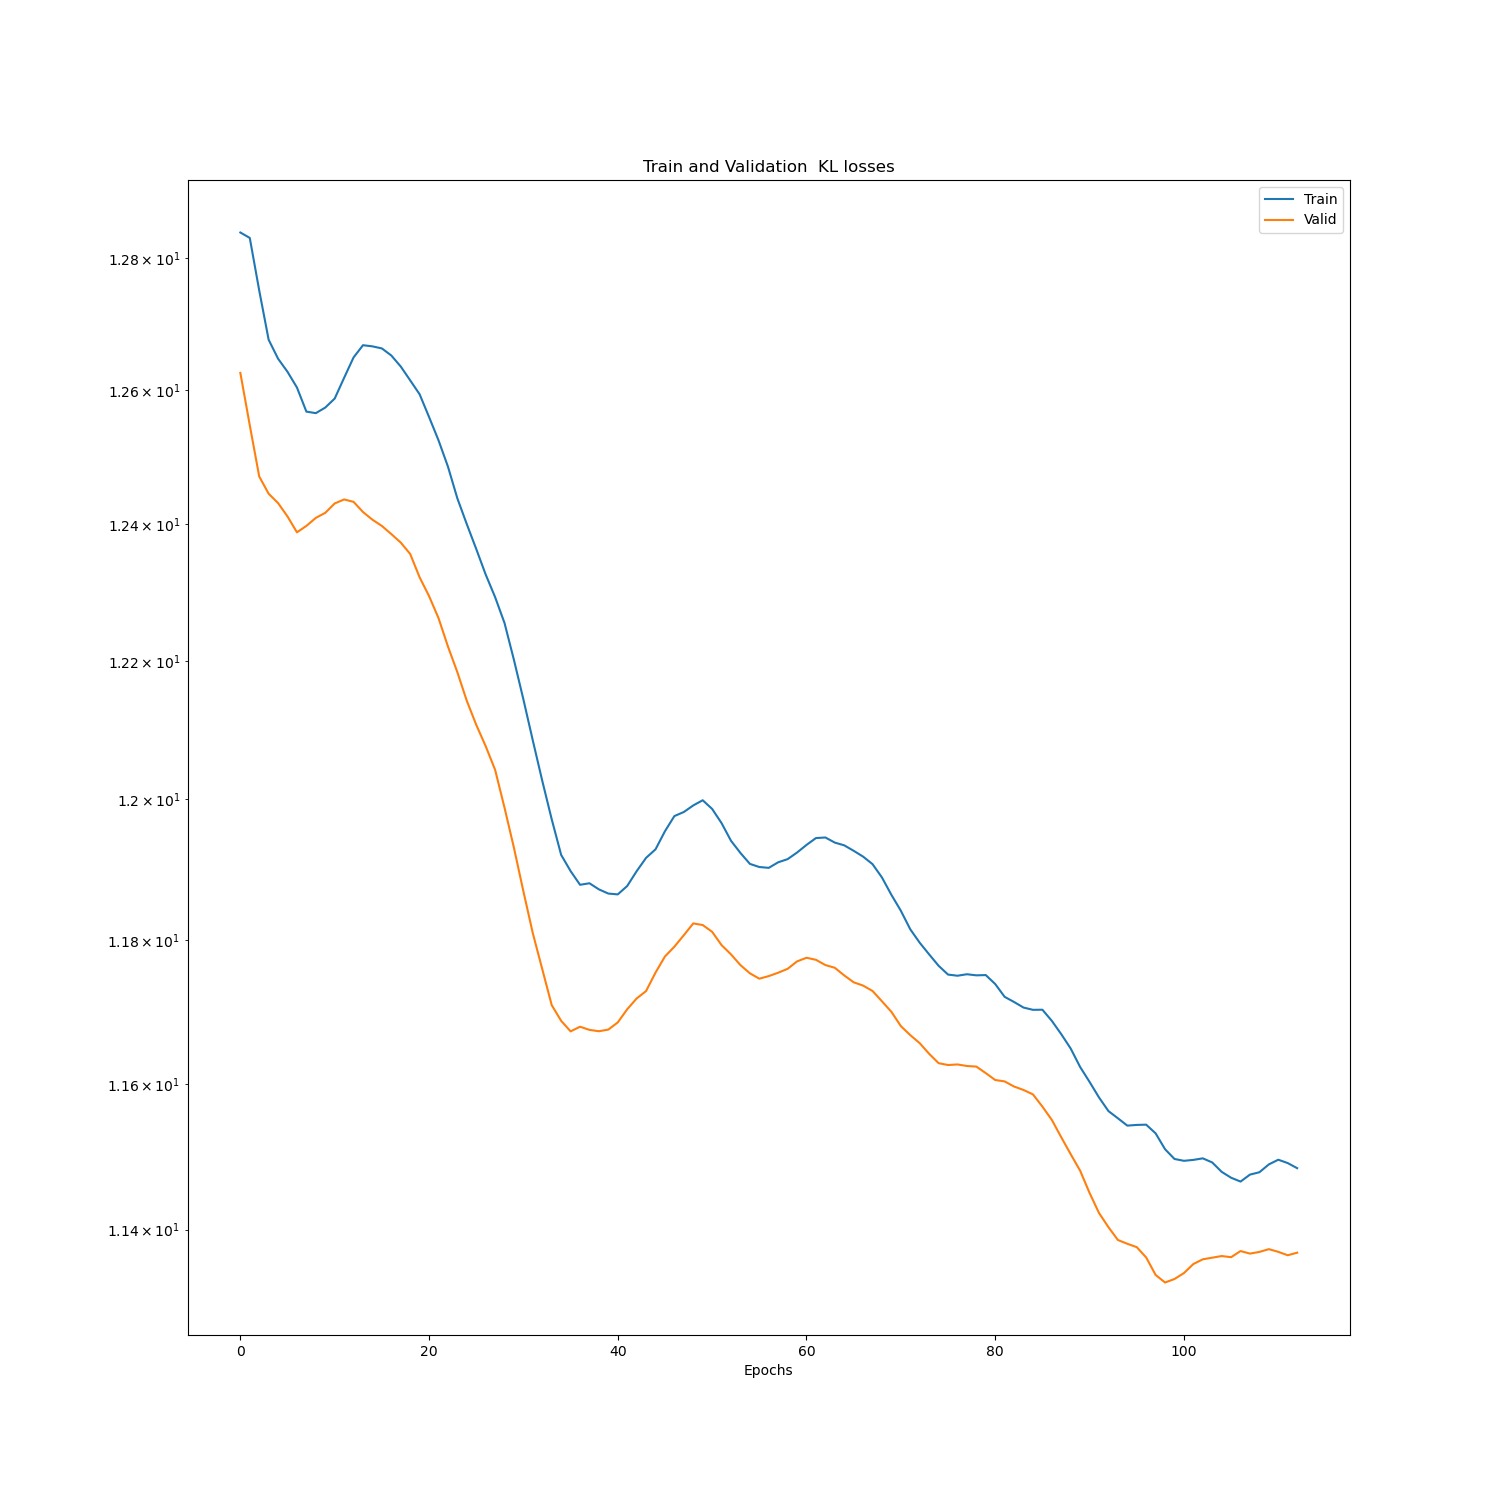 Train and Validation  KL losses
Train
Valid
1.28 × 10¹
1.26 × 10¹
1.24 × 10¹
1.22 × 10¹
1.2 × 10¹
1.18 × 10¹
1.16 × 10¹
1.14 × 10¹
0 20 40 60 80 100
Epochs